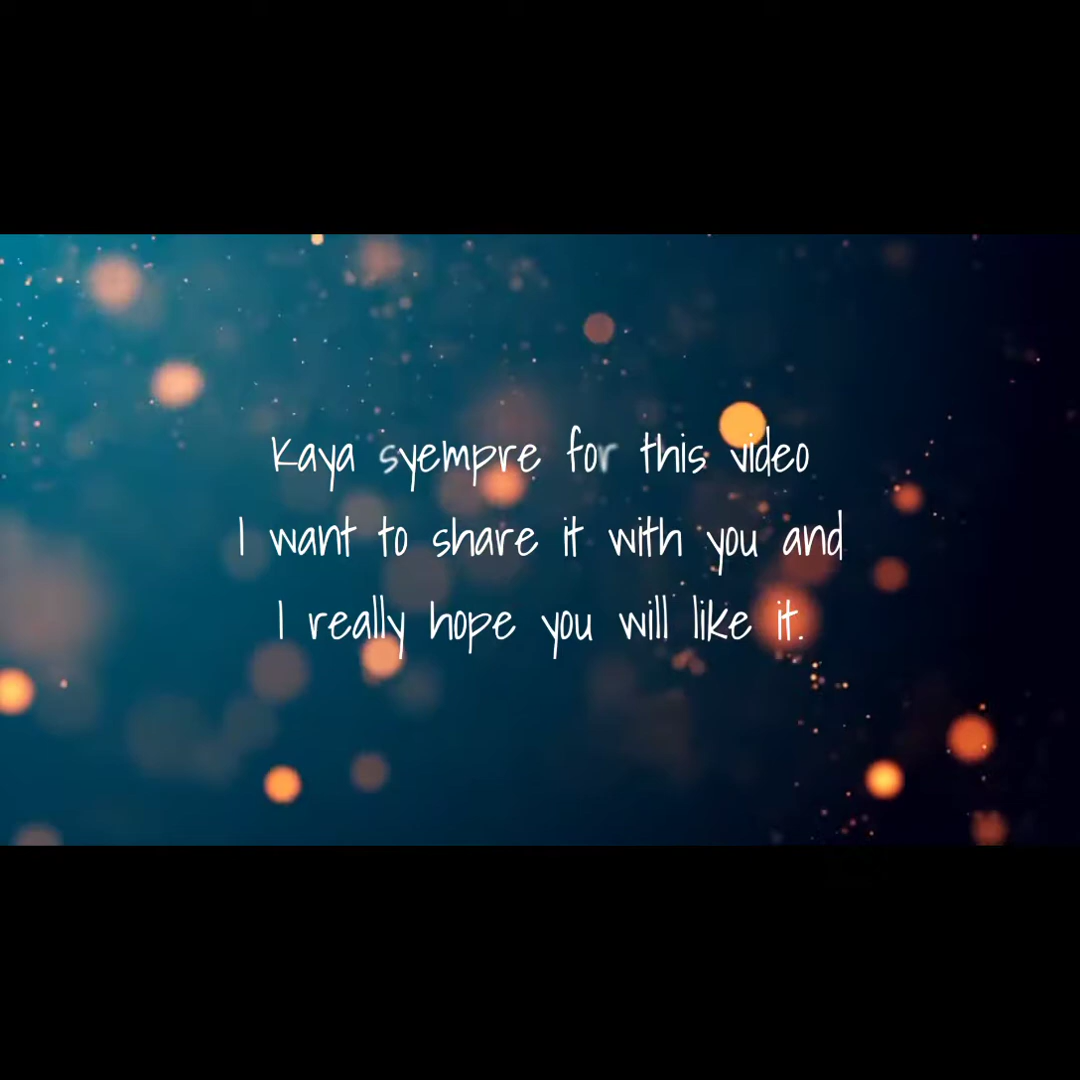 Kaya syempre for this video
I want to share it with you and
I really hope you will like it.